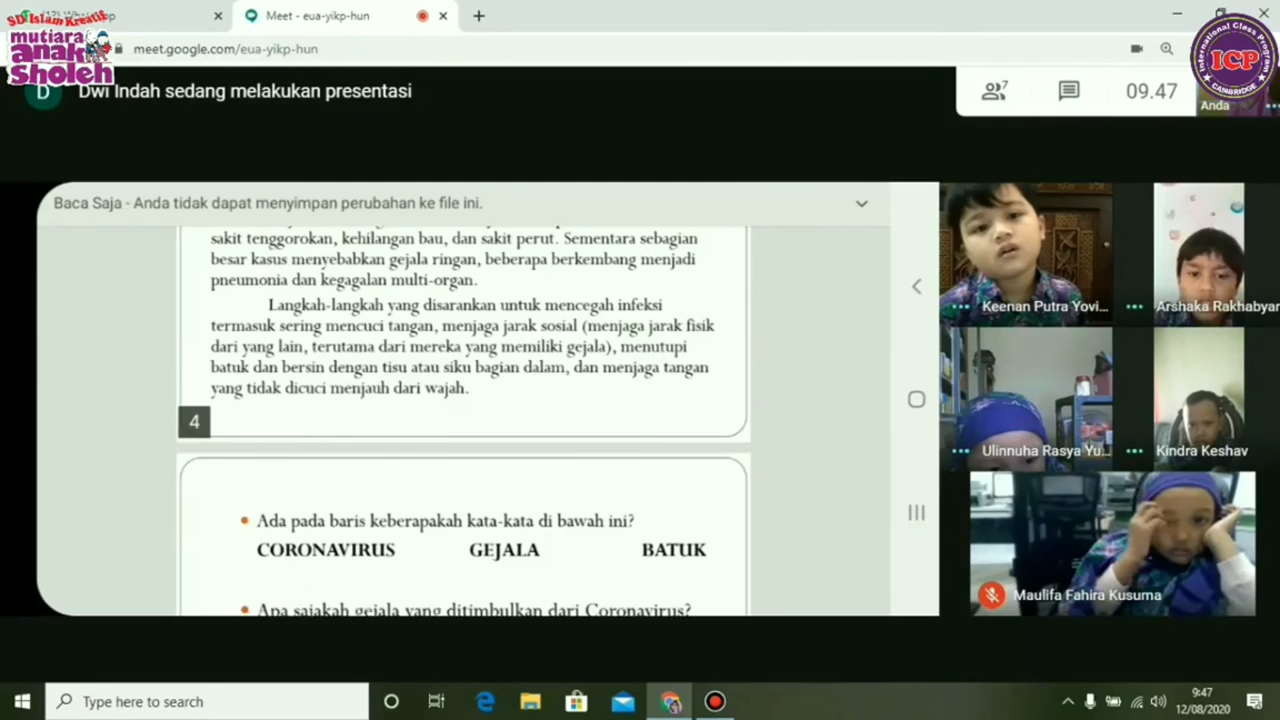 SD Islam Kreatif
mutiara
anak
sholeh
Meet - eua-yikp-hun
meet.google.com/eua-yikp-hun
International Class Program
ICP
CAMBRIDGE
D
Dwi Indah sedang melakukan presentasi
7
09.47
Anda
Baca Saja - Anda tidak dapat menyimpan perubahan ke file ini.
sakit tenggorokan, kehilangan bau, dan sakit perut. Sementara sebagian
besar kasus menyebabkan gejala ringan, beberapa berkembang menjadi
pneumonia dan kegagalan multi-organ.
Langkah-langkah yang disarankan untuk mencegah infeksi
termasuk sering mencuci tangan, menjaga jarak sosial (menjaga jarak fisik
dari yang lain, terutama dari mereka yang memiliki gejala), menutupi
batuk dan bersin dengan tisu atau siku bagian dalam, dan menjaga tangan
yang tidak dicuci menjauh dari wajah.
4
Ada pada baris keberapakah kata-kata di bawah ini?
CORONAVIRUS GEJALA BATUK
Apa sajakah gejala yang ditimbulkan dari Coronavirus?
Keenan Putra Yovi...
Arshaka Rakhabyar
Ulinnuha Rasya Yu...
Kindra Keshav
Maulifa Fahira Kusuma
Type here to search
9:47
12/08/2020